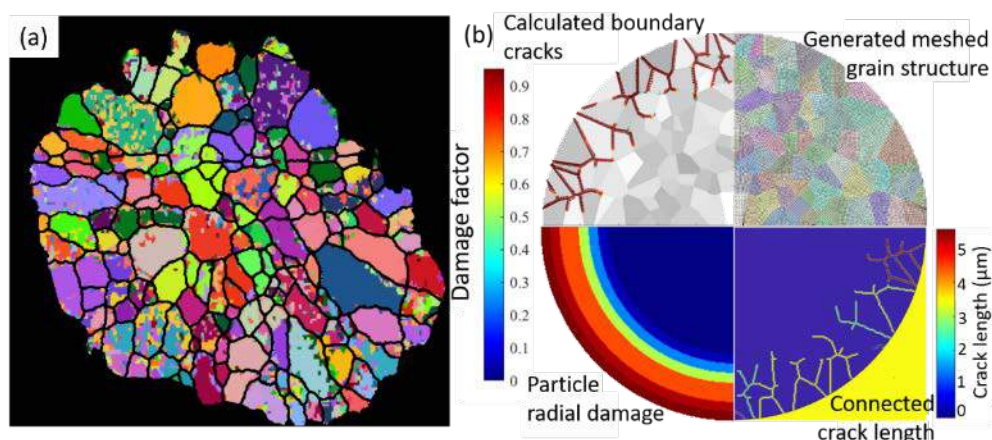 (a)
(b)
Calculated boundary
cracks
Generated meshed
grain structure
Damage factor
0.9
0.8
0.7
0.6
0.5
0.4
0.3
0.2
0.1
0
Particle
radial damage
Connected
crack length
Crack length (μm)
5
4
3
2
1
0